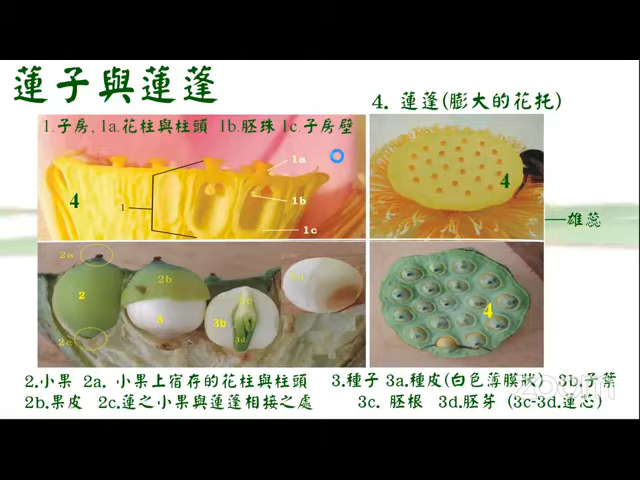 蓮子與蓮蓬
4. 蓮蓬(膨大的花托)
1.子房、1a.花柱與柱頭 1b.胚珠 1c.子房壁
1a
4
1
1b
1c
4
雄蕊
2a
2
2c
2b
3
3c
3b
3d
3a
4
2.小果 2a. 小果上宿存的花柱與柱頭
2b.果皮 2c.蓮之小果與蓮蓬相接之處
3.種子 3a.種皮(白色薄膜狀) 3b.子葉
3c. 胚根 3d.胚芽 (3c-3d.蓮芯)
zoom